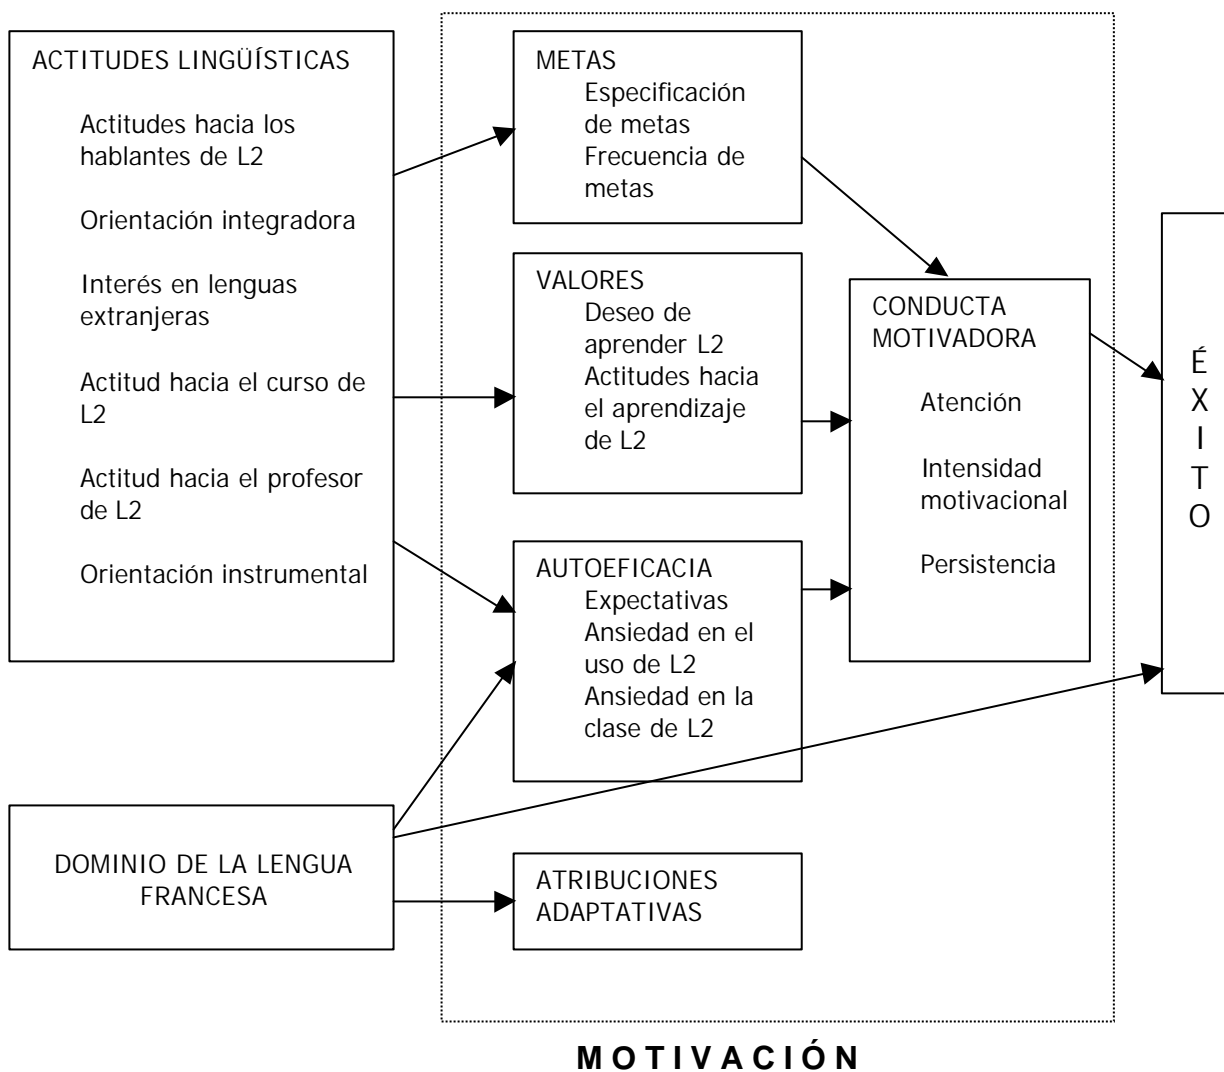 ACTITUDES LINGÜÍSTICAS
Actitudes hacia los
hablantes de L2
Orientación integradora
Interés en lenguas
extranjeras
Actitud hacia el curso de
L2
Actitud hacia el profesor
de L2
Orientación instrumental
DOMINIO DE LA LENGUA
FRANCESA
METAS
Especificación
de metas
Frecuencia de
metas
VALORES
Deseo de
aprender L2
Actitudes hacia
el aprendizaje
de L2
AUTOEFICACIA
Expectativas
Ansiedad en el
uso de L2
Ansiedad en la
clase de L2
ATRIBUCIONES
ADAPTATIVAS
CONDUCTA
MOTIVADORA
Atención
Intensidad
motivacional
Persistencia
É
X
I
T
O
MOTIVACIÓN